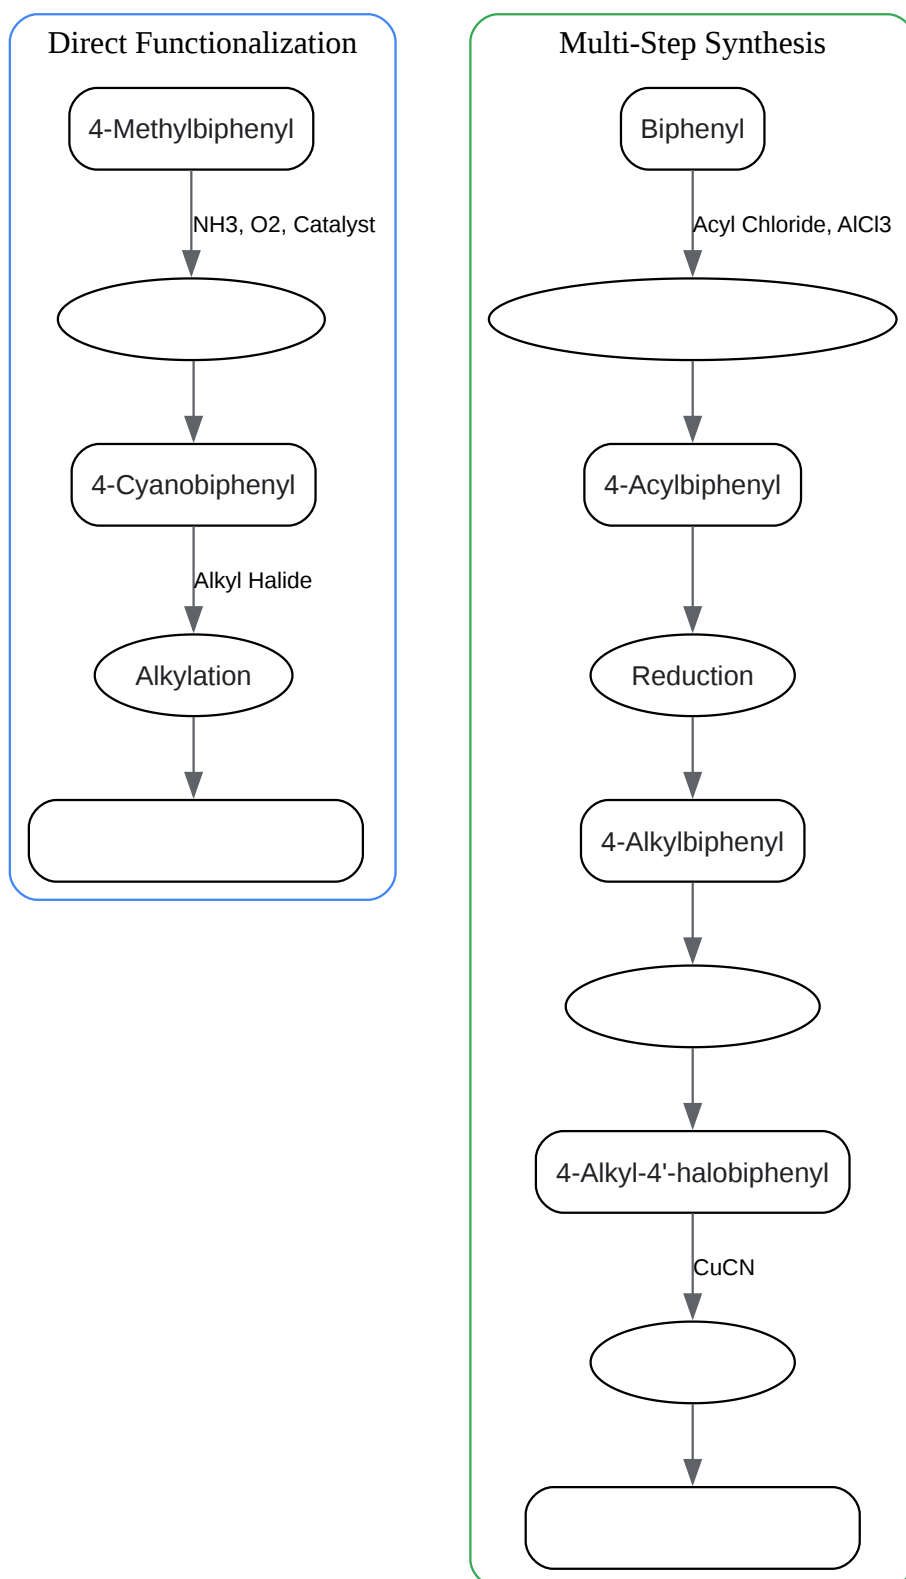 Direct Functionalization
4-Methylbiphenyl
NH3, O2, Catalyst
4-Cyanobiphenyl
Alkyl Halide
Alkylation
Multi-Step Synthesis
Biphenyl
Acyl Chloride, AlCl3
4-Acylbiphenyl
Reduction
4-Alkylbiphenyl
4-Alkyl-4'-halobiphenyl
CuCN